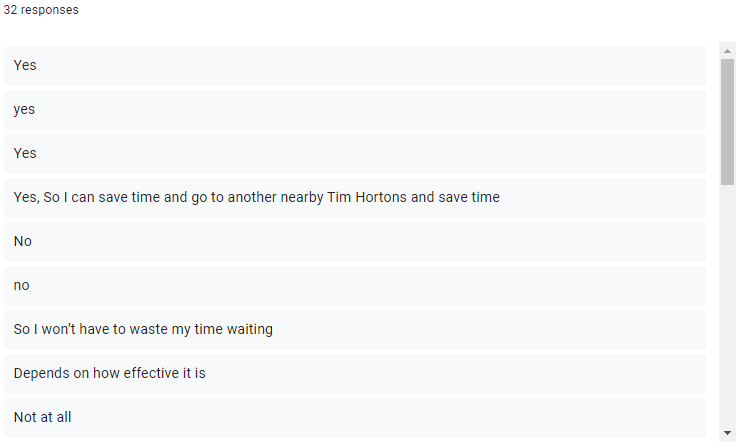 32 responses
Yes
yes
Yes
Yes, So I can save time and go to another nearby Tim Hortons and save time
No
no
So I won’t have to waste my time waiting
Depends on how effective it is
Not at all